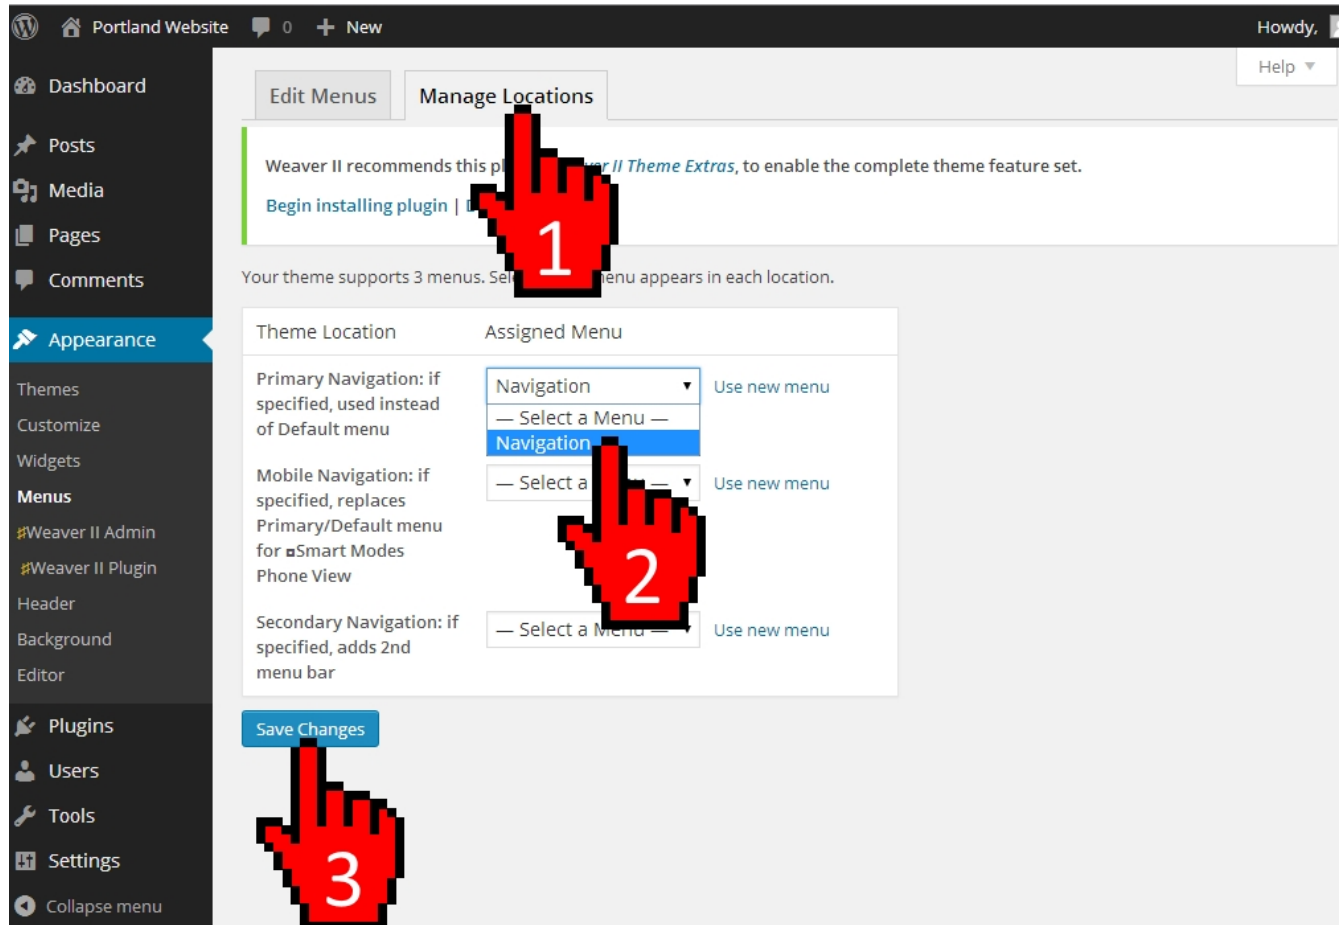 Portland Website 0 New Howdy,
Help
Dashboard
Posts
Media
Pages
Comments
Appearance
Themes
Customize
Widgets
Menus
Weaver II Admin
Weaver II Plugin
Header
Background
Editor
Plugins
Users
Tools
Settings
Collapse menu
Edit Menus Manage Locations
Weaver II recommends this Theme Extras, to enable the complete theme feature set.
Begin installing plugin |
1
Your theme supports 3 menus. appears in each location.
Theme Location Assigned Menu
Primary Navigation: if
specified, used instead
of Default menu
Navigation Use new menu
— Select a Menu —
Navigation
Mobile Navigation: if
specified, replaces
Primary/Default menu
for Smart Modes
Phone View
— Select a — Use new menu
2
Secondary Navigation: if
specified, adds 2nd
menu bar
— Select a Menu — Use new menu
Save Changes
3